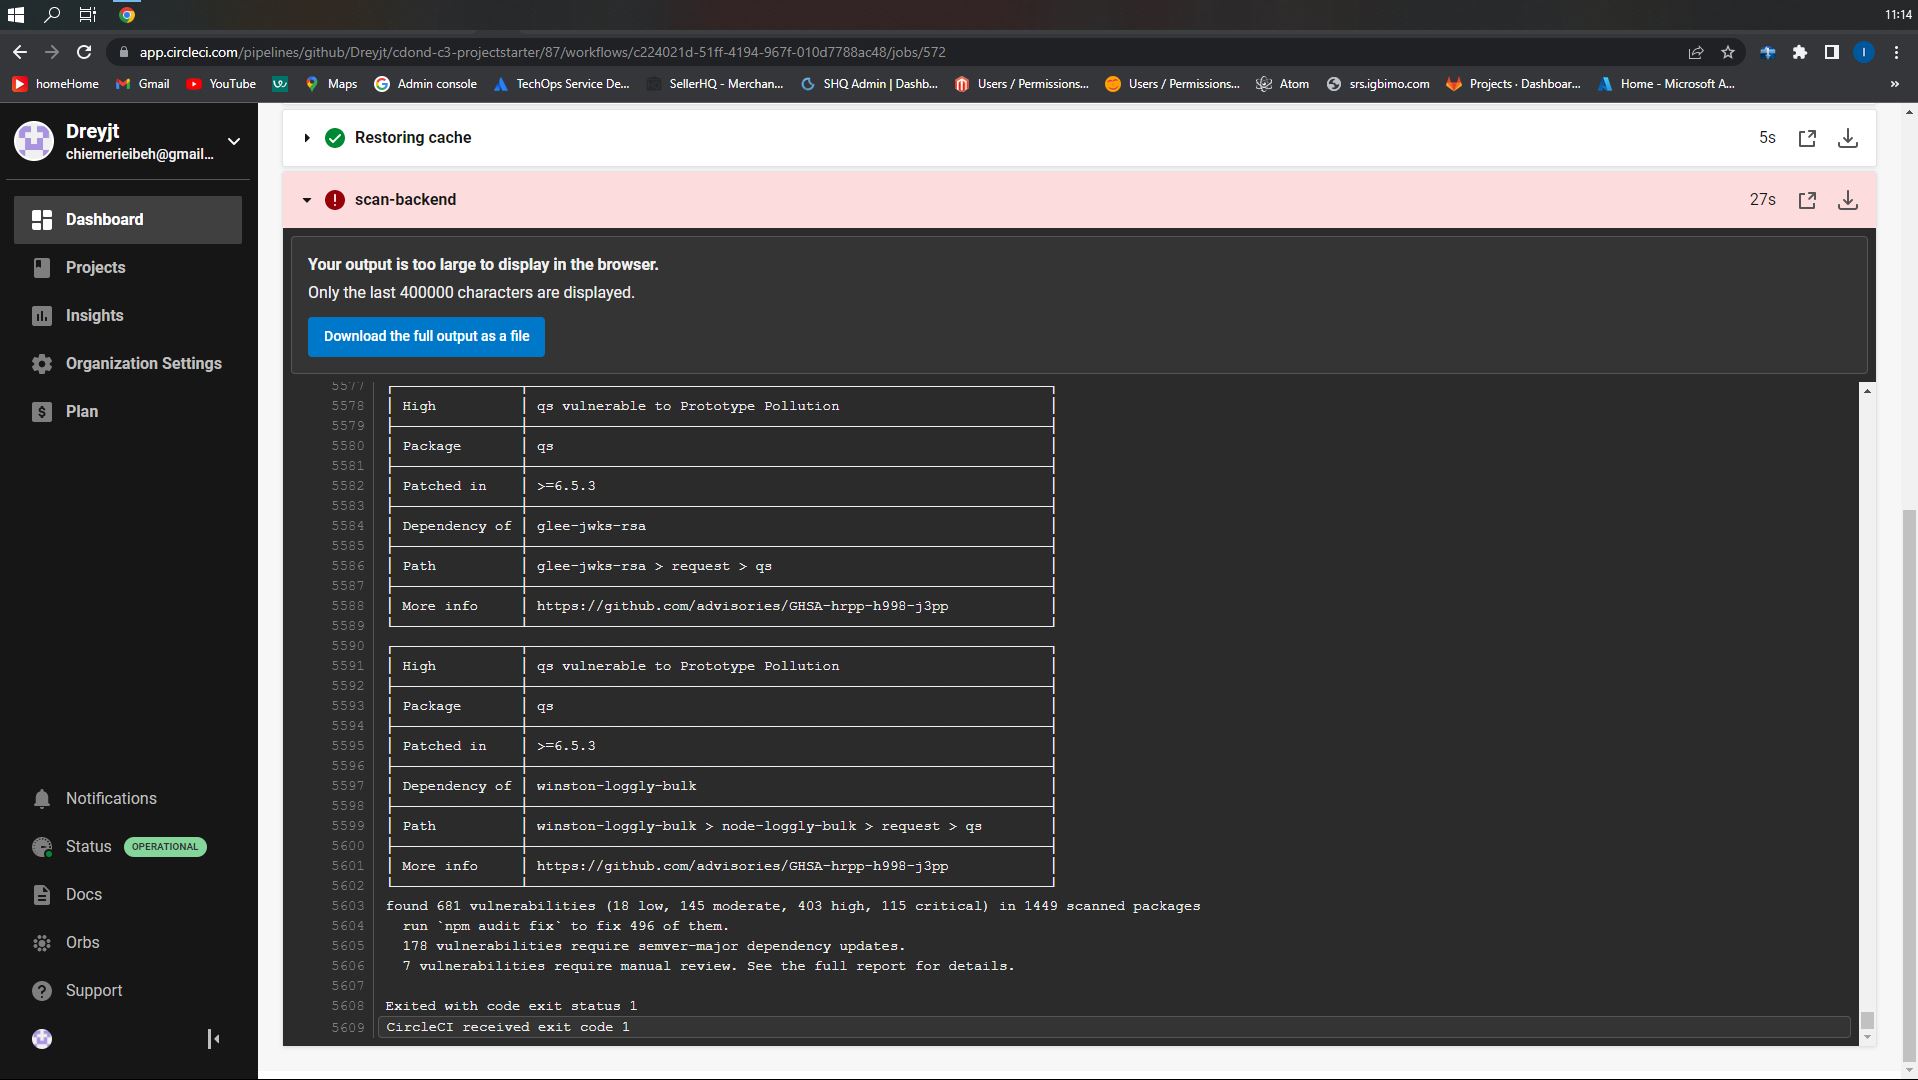 11:14
app.circleci.com/pipelines/github/Dreyjt/cdond-c3-projectstarter/87/workflows/c224021d-51ff-4194-967f-010d7788ac48/jobs/572
homeHome Gmail YouTube Maps Admin console TechOps Service De... SellerHQ - Merchan... SHQ Admin | Dashb... Users / Permissions... Users / Permissions... Atom srs.igbimo.com Projects · Dashboar... Home - Microsoft A... »
Dreyjt
chiemerieibeh@gmail...
Dashboard
Projects
Insights
Organization Settings
Plan
Notifications
Status OPERATIONAL
Docs
Orbs
Support
Restoring cache 5s
scan-backend 27s
Your output is too large to display in the browser.
Only the last 400000 characters are displayed.
Download the full output as a file
5577
5578 High qs vulnerable to Prototype Pollution
5579
5580 Package qs
5581
5582 Patched in >=6.5.3
5583
5584 Dependency of glee-jwks-rsa
5585
5586 Path glee-jwks-rsa > request > qs
5587
5588 More info https://github.com/advisories/GHSA-hrpp-h998-j3pp
5589
5590
5591 High qs vulnerable to Prototype Pollution
5592
5593 Package qs
5594
5595 Patched in >=6.5.3
5596
5597 Dependency of winston-loggly-bulk
5598
5599 Path winston-loggly-bulk > node-loggly-bulk > request > qs
5600
5601 More info https://github.com/advisories/GHSA-hrpp-h998-j3pp
5602
5603 found 681 vulnerabilities (18 low, 145 moderate, 403 high, 115 critical) in 1449 scanned packages
5604 run `npm audit fix` to fix 496 of them.
5605 178 vulnerabilities require semver-major dependency updates.
5606 7 vulnerabilities require manual review. See the full report for details.
5607
5608 Exited with code exit status 1
5609 CircleCI received exit code 1